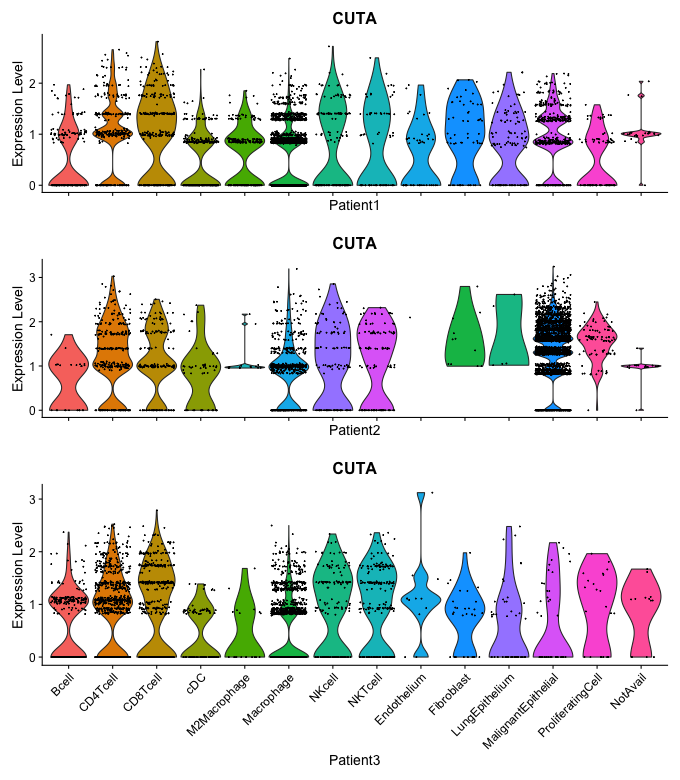 CUTA
Expression Level
2
1
0
Patient1
CUTA
Expression Level
3
2
1
0
Patient2
CUTA
Expression Level
3
2
1
0
Bcell
CD4Tcell
CD8Tcell
cDC
M2Macrophage
Macrophage
NKcell
NKTcell
Endothelium
Fibroblast
LungEpithelium
MalignantEpithelial
ProliferatingCell
NotAvail
Patient3